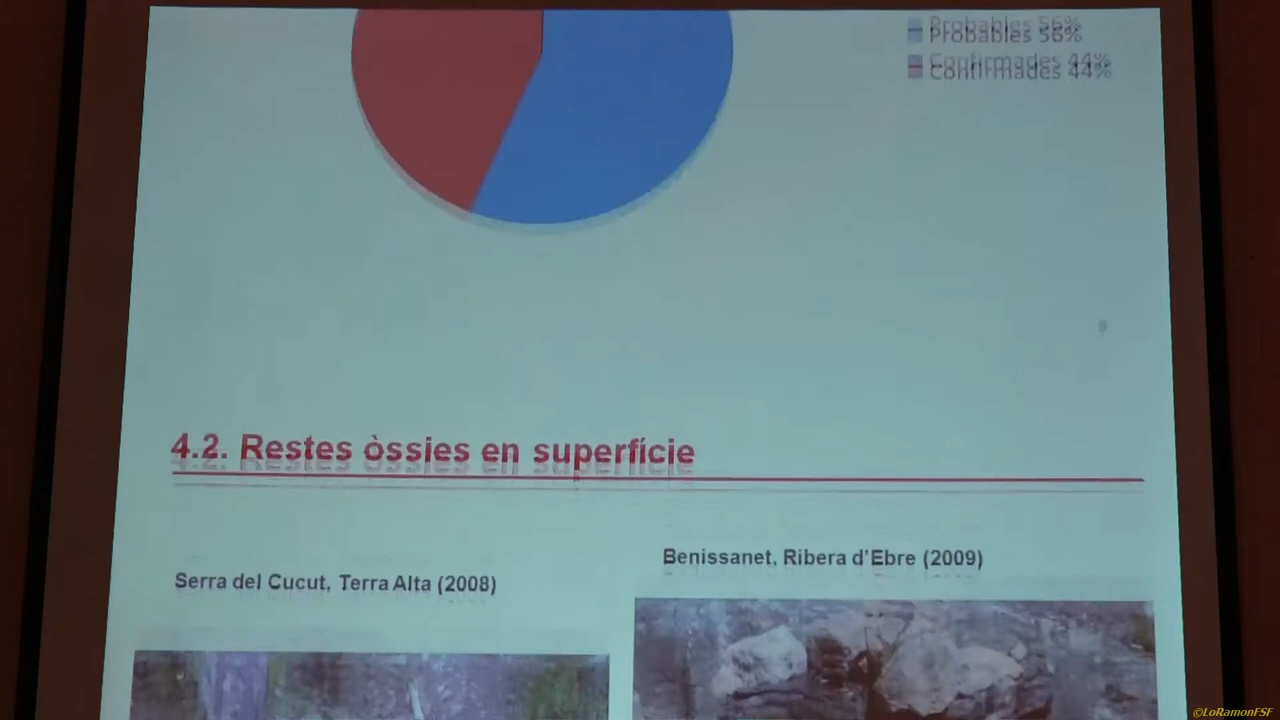 Probables 56%
Confirmades 44%
4.2. Restes òssies en superfície
Benissanet, Ribera d'Ebre (2009)
Serra del Cucut, Terra Alta (2008)
©LoRamonFSF